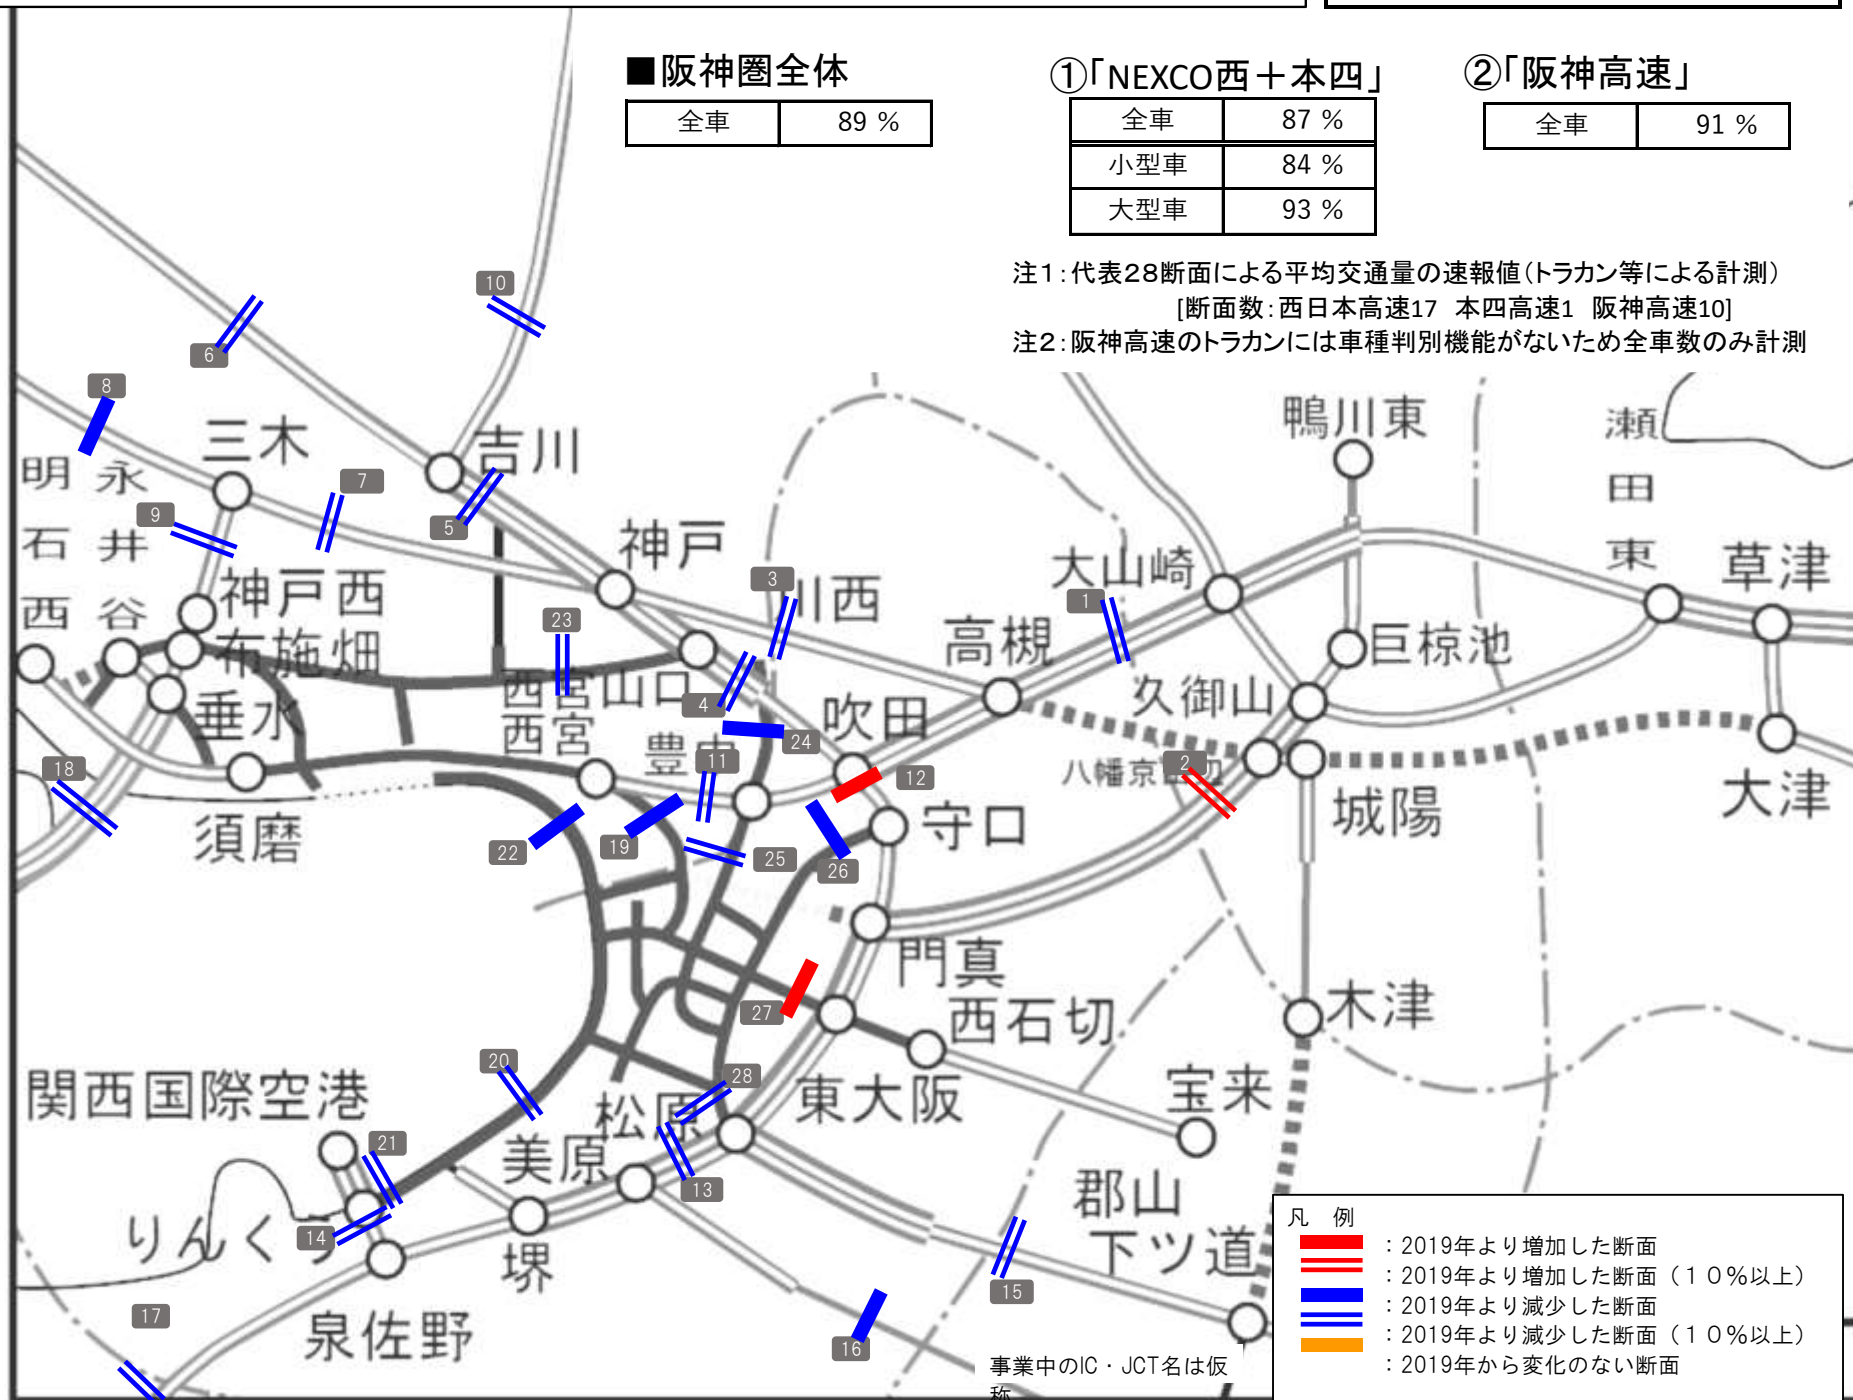 ■阪神圏全体
全車 89 %
①「NEXCO西＋本四」
全車 87 %
小型車 84 %
大型車 93 %
②「阪神高速」
全車 91 %
注1：代表28断面による平均交通量の速報値（トラカン等による計測）
[断面数：西日本高速17 本四高速1 阪神高速10]
注2：阪神高速のトラカンには車種判別機能がないため全車数のみ計測
10
6
8
三木
吉川
鴨川東
瀬田東
明石西
永井谷
7
9
5
神戸
大山崎
草津
3
川西
1
神戸西
布施畑
23
高槻
巨椋池
西宮山口
4
久御山
垂水
西宮
吹田
24
豊中
11
18
12
八幡京田辺
2
大津
須磨
22
19
25
守口
城陽
26
門真
27
西石切
木津
関西国際空港
20
28
松原
東大阪
宝来
21
美原
13
郡山
下ツ道
りんくう
14
堺
15
17
泉佐野
16
事業中のIC・JCT名は仮
称
凡 例
：2019年より増加した断面
：2019年より増加した断面（１０％以上）
：2019年より減少した断面
：2019年より減少した断面（１０％以上）
：2019年から変化のない断面